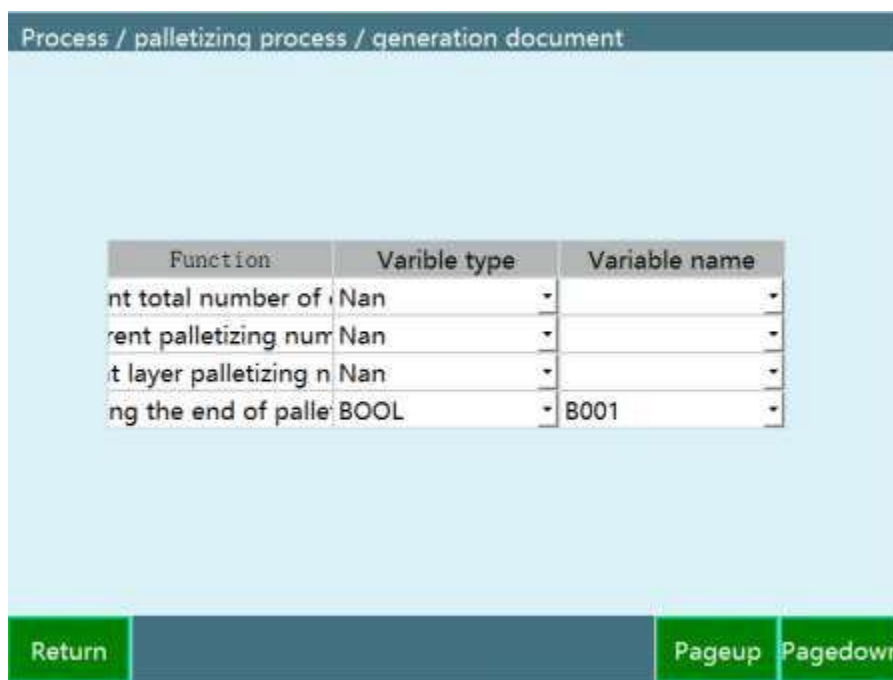 Process / palletizing process / generation document
Function Varible type Variable name
nt total number of Nan
rent palletizing num Nan
t layer palletizing n Nan
ng the end of palle BOOL B001
Return Pageup Pagedown